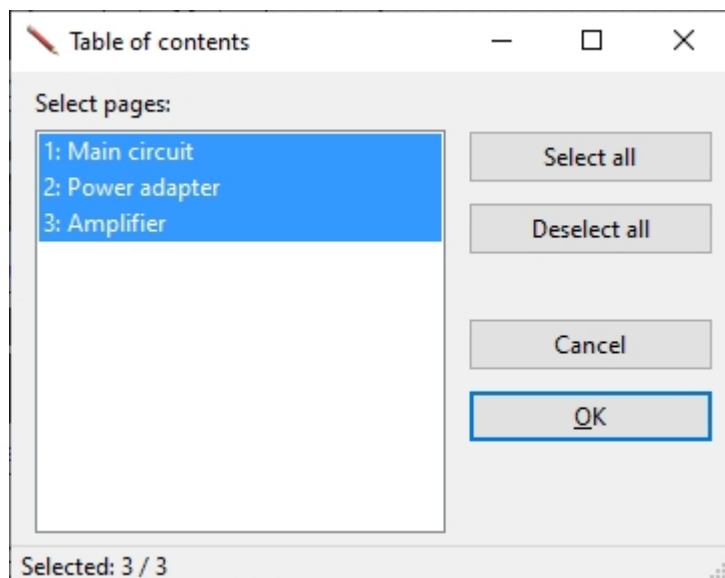 Table of contents
Select pages:
1: Main circuit
2: Power adapter
3: Amplifier
Select all
Deselect all
Cancel
OK
Selected: 3 / 3